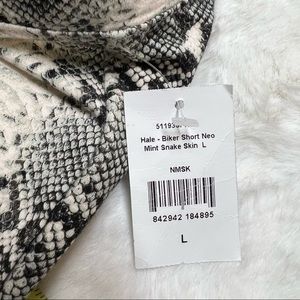 Hale - Biker Short Neo
Mint Snake Skin L
NMSK
842942 184895
L